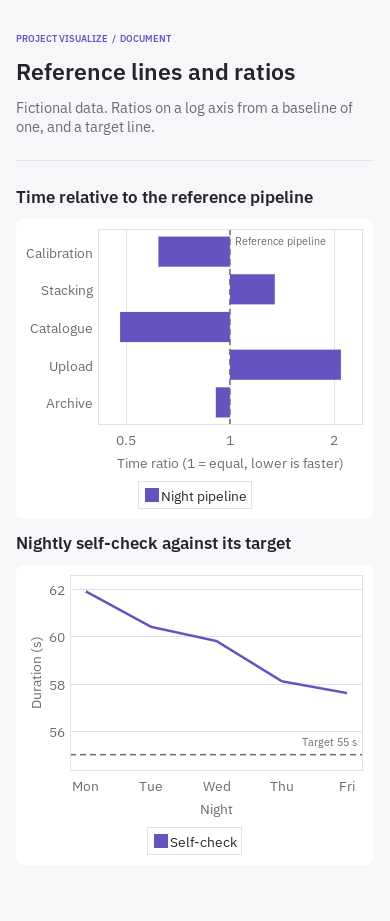 PROJECTVISUALIZE / DOCUMENT
Reference lines and ratios
Fictional data. Ratios on a log axis from a baseline of
one, and a target line.
Time relative to the reference pipeline
Reference pipeline
Calibration
Stacking
Catalogue
Upload
Archive
0.5 1 2
Time ratio (1 = equal, lower is faster)
Night pipeline
Nightly self-check against its target
62
60
58
56
Duration (s)
Target 55 s
Mon Tue Wed Thu Fri
Night
Self-check